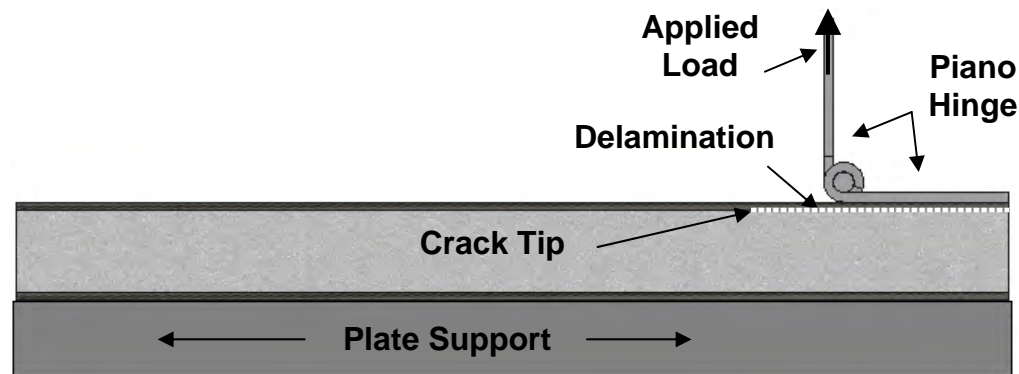 Applied
Load
Piano
Hinge
Delamination
Crack Tip
Plate Support